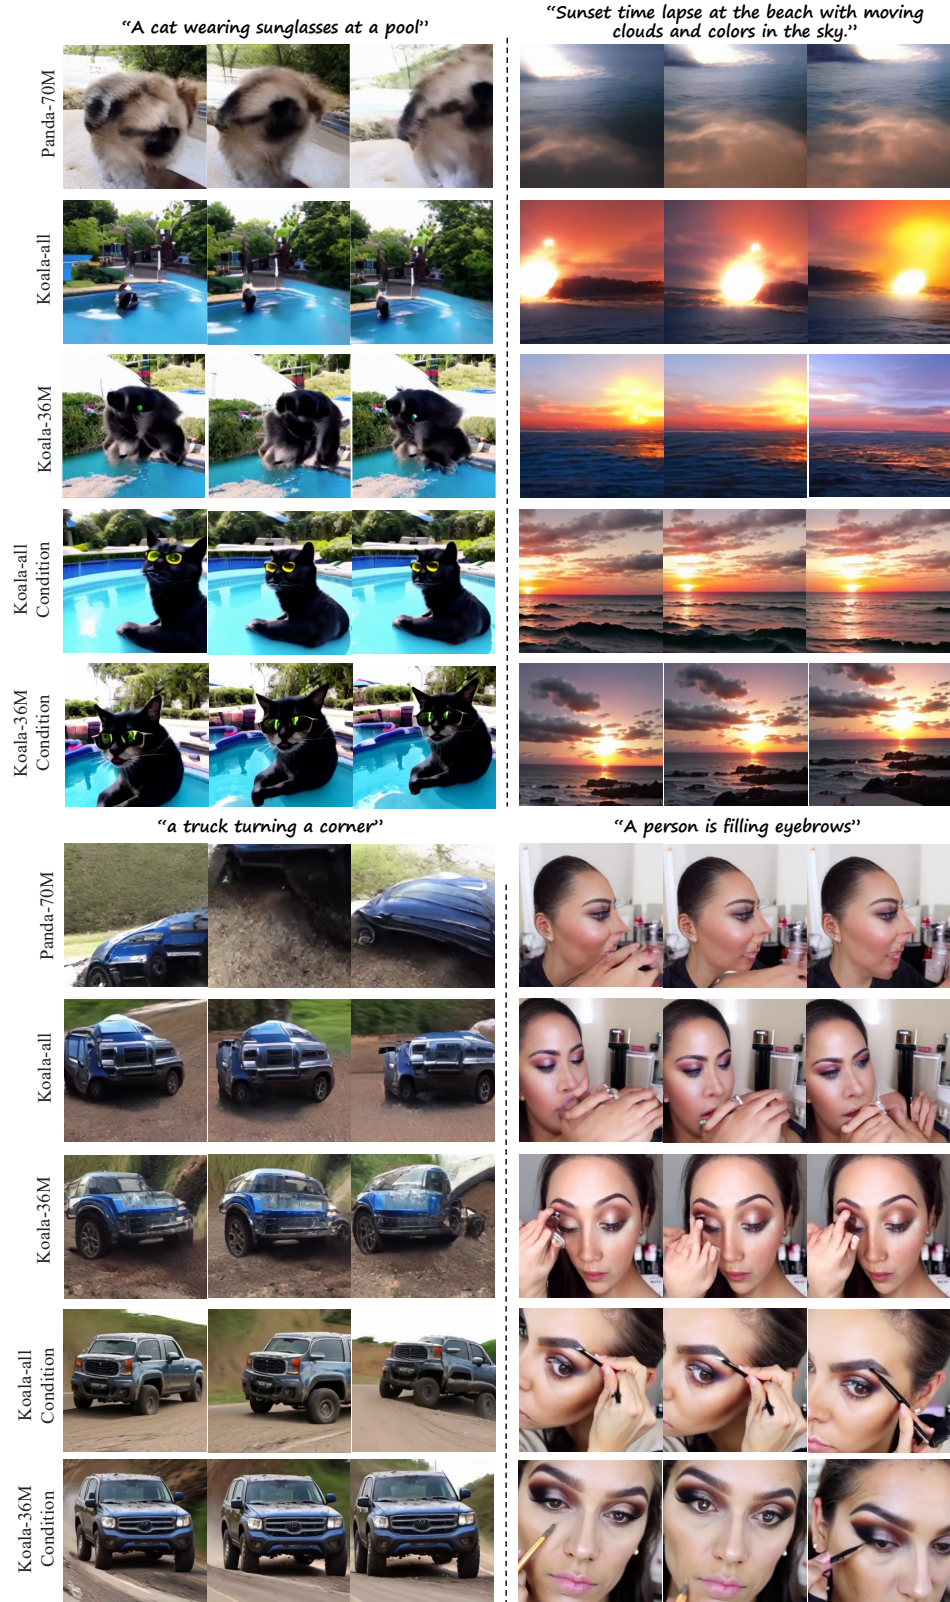 “A cat wearing sunglasses at a pool”
“Sunset time lapse at the beach with moving
clouds and colors in the sky.”
Panda-70M
Koala-all
Koala-36M
Koala-all
Condition
Koala-36M
Condition
“a truck turning a corner”
“A person is filling eyebrows”
Panda-70M
Koala-all
Koala-36M
Koala-all
Condition
Koala-36M
Condition